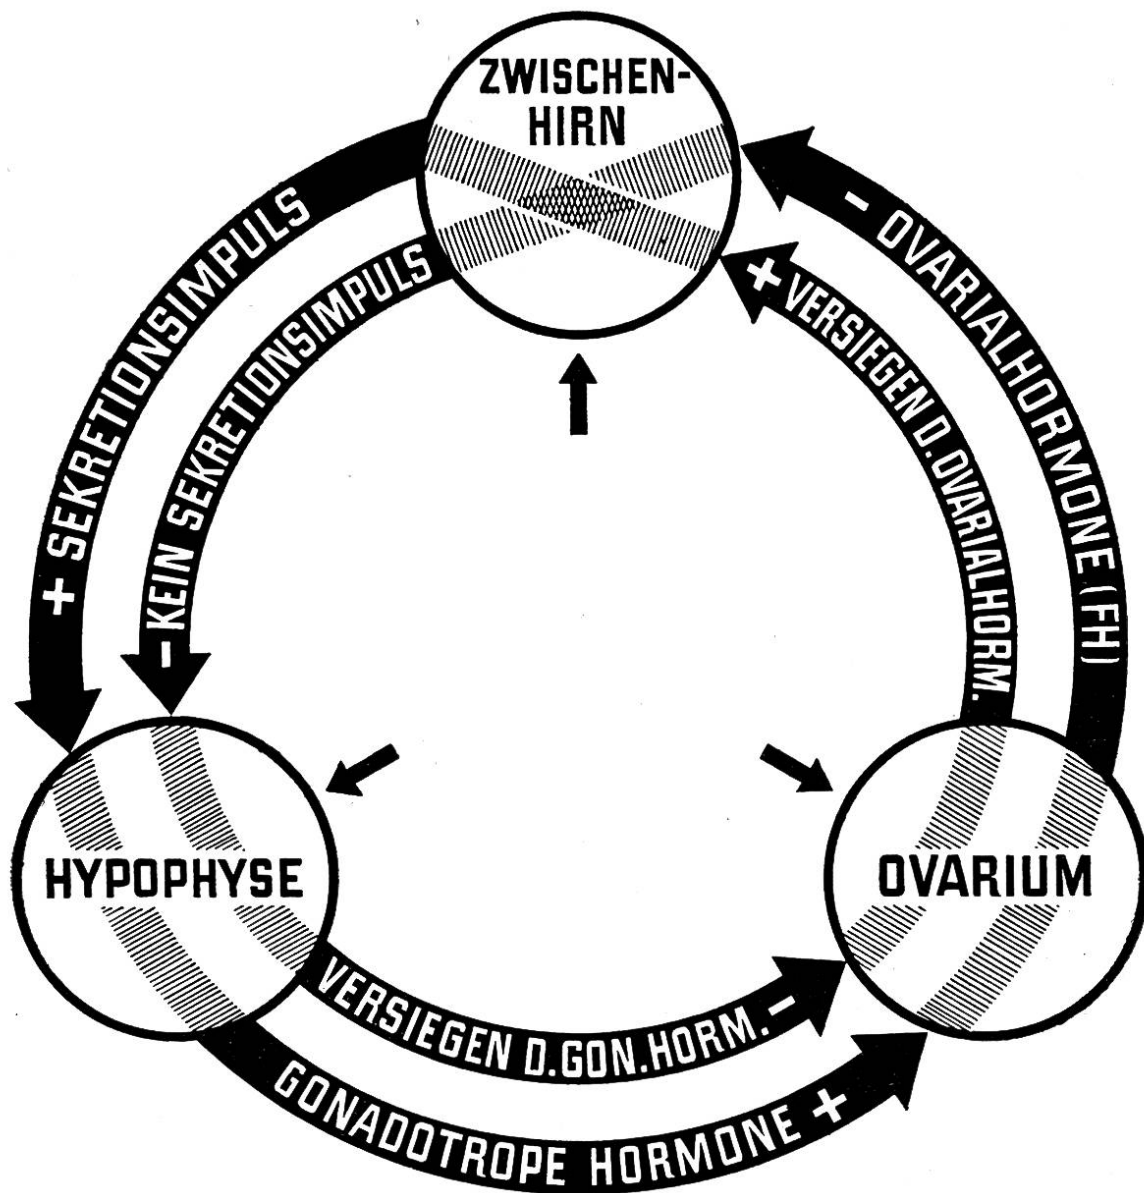 ZWISCHEN-
HIRN
+ SEKRETIONSIMPULS
- KEIN SEKRETIONSIMPULS
- OVARIALHORMONE (FH)
+ VERSIEGEN D. OVARIALHORM.
HYPOPHYSE
OVARIUM
VERSIEGEN D. GON. HORM. -
GONADOTROPE HORMONE +